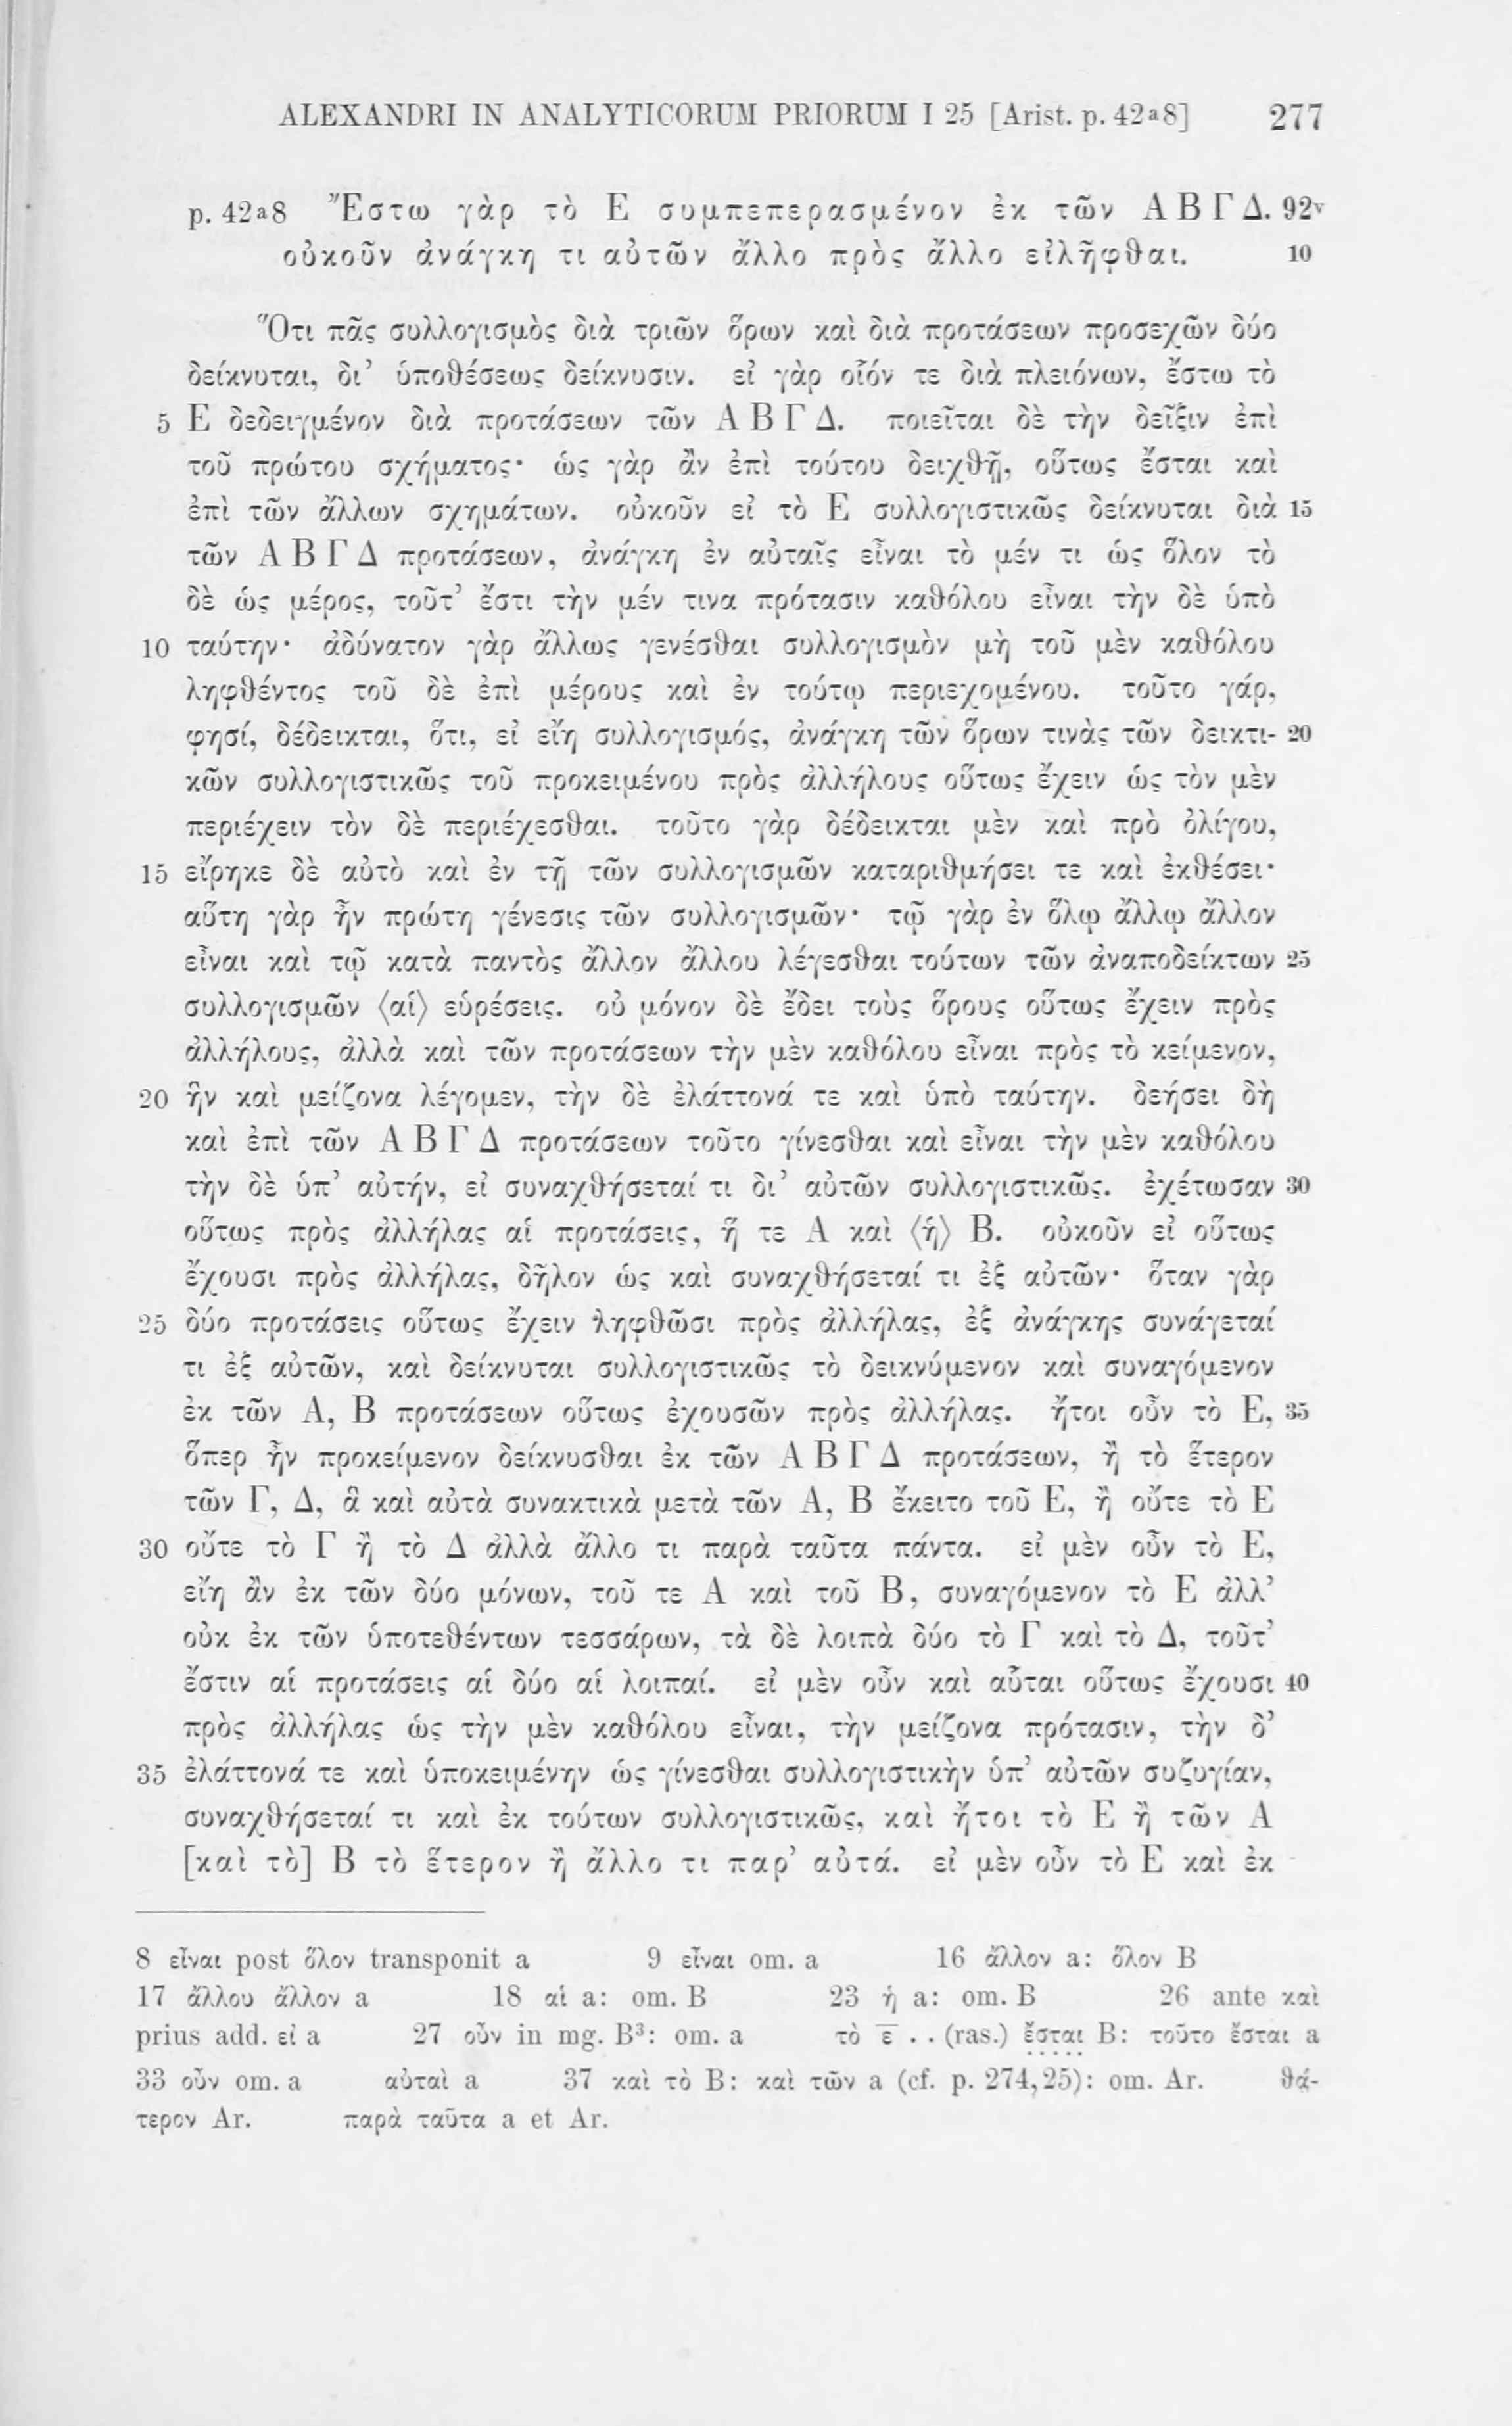 ALEXANDRI IN ANALYTICORUM PRIORUM I 25 [Arist. p. 42ᵃ8] 277
p. 42ᵃ8 Ἔστω γὰρ τὸ Ε συμπεπερασμένον ἐκ τῶν Α Β Γ Δ. 92ᵛ
οὐκοῦν ἀνάγκη τι αὐτῶν ἄλλο πρὸς ἄλλο εἰλῆφθαι. 10
Ὅτι πᾶς συλλογισμὸς διὰ τριῶν ὅρων καὶ διὰ προτάσεων προσεχῶν δύο
δείκνυται, δι’ ὑποθέσεως δείκνυσιν. εἰ γὰρ οἷόν τε διὰ πλειόνων, ἔστω τὸ
5 Ε δεδειγμένον διὰ προτάσεων τῶν Α Β Γ Δ. ποιεῖται δὲ τὴν δεῖξιν ἐπὶ
τοῦ πρώτου σχήματος· ὡς γὰρ ἂν ἐπὶ τούτου δειχθῇ, οὕτως ἔσται καὶ
ἐπὶ τῶν ἄλλων σχημάτων. οὐκοῦν εἰ τὸ Ε συλλογιστικῶς δείκνυται διὰ 15
τῶν Α Β Γ Δ προτάσεων, ἀνάγκη ἐν αὐταῖς εἶναι τὸ μέν τι ὡς ὅλον τὸ
δὲ ὡς μέρος, τοῦτ’ ἔστι τὴν μέν τινα πρότασιν καθόλου εἶναι τὴν δὲ ὑπὸ
10 ταύτην· ἀδύνατον γὰρ ἄλλως γενέσθαι συλλογισμὸν μὴ τοῦ μὲν καθόλου
ληφθέντος τοῦ δὲ ἐπὶ μέρους καὶ ἐν τούτῳ περιεχομένου. τοῦτο γάρ,
φησί, δέδεικται, ὅτι, εἰ εἴη συλλογισμός, ἀνάγκη τῶν ὅρων τινὰς τῶν δεικτι- 20
κῶν συλλογιστικῶς τοῦ προκειμένου πρὸς ἀλλήλους οὕτως ἔχειν ὡς τὸν μὲν
περιέχειν τὸν δὲ περιέχεσθαι. τοῦτο γὰρ δέδεικται μὲν καὶ πρὸ ὀλίγου,
15 εἴρηκε δὲ αὐτὸ καὶ ἐν τῇ τῶν συλλογισμῶν καταριθμήσει τε καὶ ἐκθέσει·
αὕτη γὰρ ἦν πρώτη γένεσις τῶν συλλογισμῶν· τῷ γὰρ ἐν ὅλῳ ἄλλῳ ἄλλον
εἶναι καὶ τῷ κατὰ παντὸς ἄλλον ἄλλου λέγεσθαι τούτων τῶν ἀναποδείκτων 25
συλλογισμῶν ⟨αἱ⟩ εὑρέσεις. οὐ μόνον δὲ ἔδει τοὺς ὅρους οὕτως ἔχειν πρὸς
ἀλλήλους, ἀλλὰ καὶ τῶν προτάσεων τὴν μὲν καθόλου εἶναι πρὸς τὸ κείμενον,
20 ἣν καὶ μείζονα λέγομεν, τὴν δὲ ἐλάττονά τε καὶ ὑπὸ ταύτην. δεήσει δὴ
καὶ ἐπὶ τῶν Α Β Γ Δ προτάσεων τοῦτο γίνεσθαι καὶ εἶναι τὴν μὲν καθόλου
τὴν δὲ ὑπ’ αὐτήν, εἰ συναχθήσεταί τι δι’ αὐτῶν συλλογιστικῶς. ἐχέτωσαν 30
οὕτως πρὸς ἀλλήλας αἱ προτάσεις, ἥ τε Α καὶ ⟨ἡ⟩ Β. οὐκοῦν εἰ οὕτως
ἔχουσι πρὸς ἀλλήλας, δῆλον ὡς καὶ συναχθήσεταί τι ἐξ αὐτῶν· ὅταν γὰρ
25 δύο προτάσεις οὕτως ἔχειν ληφθῶσι πρὸς ἀλλήλας, ἐξ ἀνάγκης συνάγεταί
τι ἐξ αὐτῶν, καὶ δείκνυται συλλογιστικῶς τὸ δεικνύμενον καὶ συναγόμενον
ἐκ τῶν Α, Β προτάσεων οὕτως ἐχουσῶν πρὸς ἀλλήλας. ἤτοι οὖν τὸ Ε, 35
ὅπερ ἦν προκείμενον δείκνυσθαι ἐκ τῶν Α Β Γ Δ προτάσεων, ἢ τὸ ἕτερον
τῶν Γ, Δ, ἃ καὶ αὐτὰ συνακτικὰ μετὰ τῶν Α, Β ἔκειτο τοῦ Ε, ἢ οὔτε τὸ Ε
30 οὔτε τὸ Γ ἢ τὸ Δ ἀλλὰ ἄλλο τι παρὰ ταῦτα πάντα. εἰ μὲν οὖν τὸ Ε,
εἴη ἂν ἐκ τῶν δύο μόνων, τοῦ τε Α καὶ τοῦ Β, συναγόμενον τὸ Ε ἀλλ’
οὐκ ἐκ τῶν ὑποτεθέντων τεσσάρων, τὰ δὲ λοιπὰ δύο τὸ Γ καὶ τὸ Δ, τοῦτ’
ἔστιν αἱ προτάσεις αἱ δύο αἱ λοιπαί. εἰ μὲν οὖν καὶ αὗται οὕτως ἔχουσι 40
πρὸς ἀλλήλας ὡς τὴν μὲν καθόλου εἶναι, τὴν μείζονα πρότασιν, τὴν δ’
35 ἐλάττονά τε καὶ ὑποκειμένην ὡς γίνεσθαι συλλογιστικὴν ὑπ’ αὐτῶν συζυγίαν,
συναχθήσεταί τι καὶ ἐκ τούτων συλλογιστικῶς, καὶ ἤτοι τὸ Ε ἢ τῶν Α
[καὶ τὸ] Β τὸ ἕτερον ἢ ἄλλο τι παρ’ αὐτά. εἰ μὲν οὖν τὸ Ε καὶ ἐκ
8 εἶναι post ὅλον transponit a 9 εἶναι om. a 16 ἄλλον a: ὅλον B
17 ἄλλου ἄλλον a 18 αἱ a: om. B 23 ἡ a: om. B 26 ante καὶ
prius add. εἰ a 27 οὖν in mg. B³: om. a τὸ ε̅ . . (ras.) ἔσται B: τοῦτο ἔσται a
33 οὖν om. a αὐταὶ a 37 καὶ τὸ B: καὶ τῶν a (cf. p. 274,25): om. Ar. θά-
τερον Ar. παρὰ ταῦτα a et Ar.